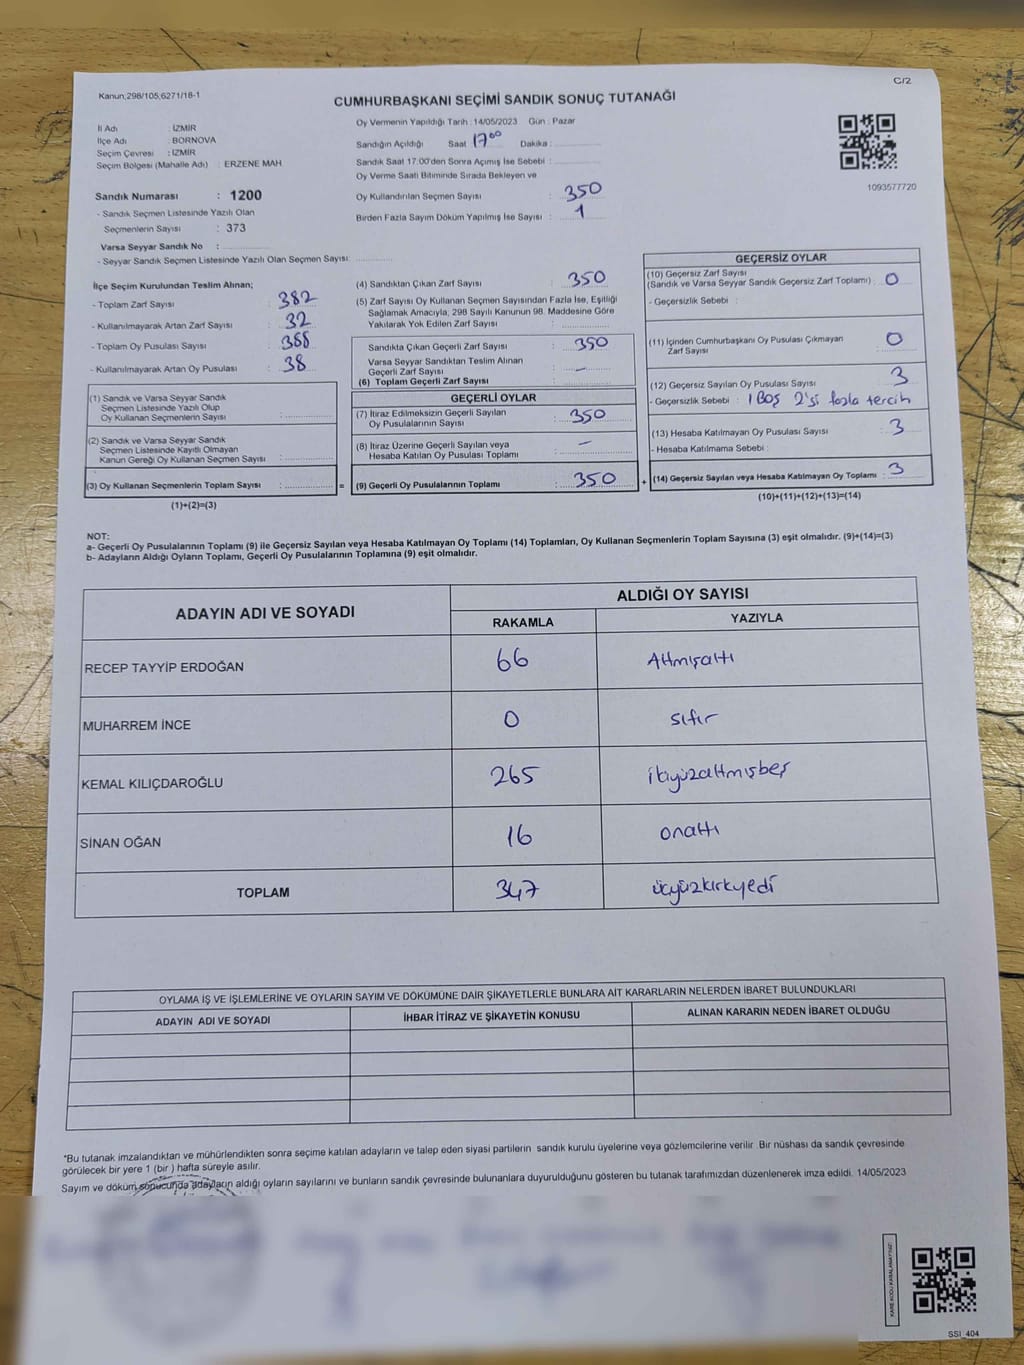 C/2
Kanun;298/105;6271/18-1
CUMHURBAŞKANI SEÇİMİ SANDIK SONUÇ TUTANAĞI
İl Adı : İZMİR
İlçe Adı : BORNOVA
Seçim Çevresi : İZMİR
Seçim Bölgesi (Mahalle Adı) : ERZENE MAH
Sandık Numarası : 1200
- Sandık Seçmen Listesinde Yazılı Olan
Seçmenlerin Sayısı : 373
Varsa Seyyar Sandık No :
- Seyyar Sandık Seçmen Listesinde Yazılı Olan Seçmen Sayısı:
Oy Vermenin Yapıldığı Tarih : 14/05/2023 Gün : Pazar
Sandığın Açıldığı Saat 17⁰⁰ Dakika :
Sandık Saat 17:00'den Sonra Açımış İse Sebebi :
Oy Verme Saati Bitiminde Sırada Bekleyen ve
Oy Kullandırılan Seçmen Sayısı : 350
Birden Fazla Sayım Döküm Yapılmış İse Sayısı : 1
1093577720
İlçe Seçim Kurulundan Teslim Alınan;
- Toplam Zarf Sayısı : 382
- Kullanılmayarak Artan Zarf Sayısı : 32
- Toplam Oy Pusulası Sayısı : 388
- Kullanılmayarak Artan Oy Pusulası : 38
(1) Sandık ve Varsa Seyyar Sandık
Seçmen Listesinde Yazılı Olup
Oy Kullanan Seçmenlerin Sayısı :
(2) Sandık ve Varsa Seyyar Sandık
Seçmen Listesinde Kayıtlı Olmayan
Kanun Gereği Oy Kullanan Seçmen Sayısı :
(3) Oy Kullanan Seçmenlerin Toplam Sayısı :
(1)+(2)=(3)
(4) Sandıktan Çıkan Zarf Sayısı : 350
(5) Zarf Sayısı Oy Kullanan Seçmen Sayısından Fazla İse, Eşitliği
Sağlamak Amacıyla, 298 Sayılı Kanunun 98. Maddesine Göre
Yakılarak Yok Edilen Zarf Sayısı :
Sandıkta Çıkan Geçerli Zarf Sayısı : 350
Varsa Seyyar Sandıktan Teslim Alınan
Geçerli Zarf Sayısı : -
(6) Toplam Geçerli Zarf Sayısı :
GEÇERLİ OYLAR
(7) İtiraz Edilmeksizin Geçerli Sayılan
Oy Pusulalarının Sayısı : 350
(8) İtiraz Üzerine Geçerli Sayılan veya
Hesaba Katılan Oy Pusulası Toplamı : -
= (9) Geçerli Oy Pusulalarının Toplamı : 350 +
GEÇERSİZ OYLAR
(10) Geçersiz Zarf Sayısı
(Sandık ve Varsa Seyyar Sandık Geçersiz Zarf Toplamı) : 0
- Geçersizlik Sebebi :
(11) İçinden Cumhurbaşkanı Oy Pusulası Çıkmayan
Zarf Sayısı : 0
(12) Geçersiz Sayılan Oy Pusulası Sayısı : 3
- Geçersizlik Sebebi : 1 Boş 2'si fazla tercih
(13) Hesaba Katılmayan Oy Pusulası Sayısı : 3
- Hesaba Katılmama Sebebi :
(14) Geçersiz Sayılan veya Hesaba Katılmayan Oy Toplamı : 3
(10)+(11)+(12)+(13)=(14)
NOT:
a- Geçerli Oy Pusulalarının Toplamı (9) ile Geçersiz Sayılan veya Hesaba Katılmayan Oy Toplamı (14) Toplamları, Oy Kullanan Seçmenlerin Toplam Sayısına (3) eşit olmalıdır. (9)+(14)=(3)
b- Adayların Aldığı Oyların Toplamı, Geçerli Oy Pusulalarının Toplamına (9) eşit olmalıdır.
ADAYIN ADI VE SOYADI ALDIĞI OY SAYISI
RAKAMLA YAZIYLA
RECEP TAYYİP ERDOĞAN 66 Altmışaltı
MUHARREM İNCE 0 sıfır
KEMAL KILIÇDAROĞLU 265 ikiyüzaltmışbeş
SİNAN OĞAN 16 onaltı
TOPLAM 347 üçyüzkırkyedi
OYLAMA İŞ VE İŞLEMLERİNE VE OYLARIN SAYIM VE DÖKÜMÜNE DAİR ŞİKAYETLERLE BUNLARA AİT KARARLARIN NELERDEN İBARET BULUNDUKLARI
ADAYIN ADI VE SOYADI İHBAR İTİRAZ VE ŞİKAYETİN KONUSU ALINAN KARARIN NEDEN İBARET OLDUĞU
*Bu tutanak imzalandıktan ve mühürlendikten sonra seçime katılan adayların ve talep eden siyasi partilerin sandık kurulu üyelerine veya gözlemcilerine verilir. Bir nüshası da sandık çevresinde
görülecek bir yere 1 (bir ) hafta süreyle asılır.
Sayım ve döküm sonucunda adayların aldığı oyların sayılarını ve bunların sandık çevresinde bulunanlara duyurulduğunu gösteren bu tutanak tarafımızdan düzenlenerek imza edildi. 14/05/2023
KARE KODU KARALAMAYINIZ!
SSI_404